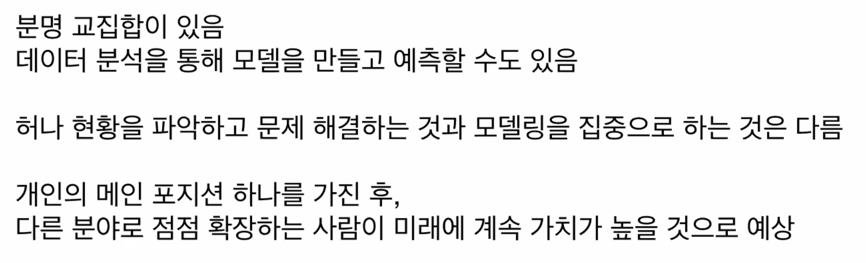 분명 교집합이 있음
데이터 분석을 통해 모델을 만들고 예측할 수도 있음
허나 현황을 파악하고 문제 해결하는 것과 모델링을 집중으로 하는 것은 다름
개인의 메인 포지션 하나를 가진 후,
다른 분야로 점점 확장하는 사람이 미래에 계속 가치가 높을 것으로 예상